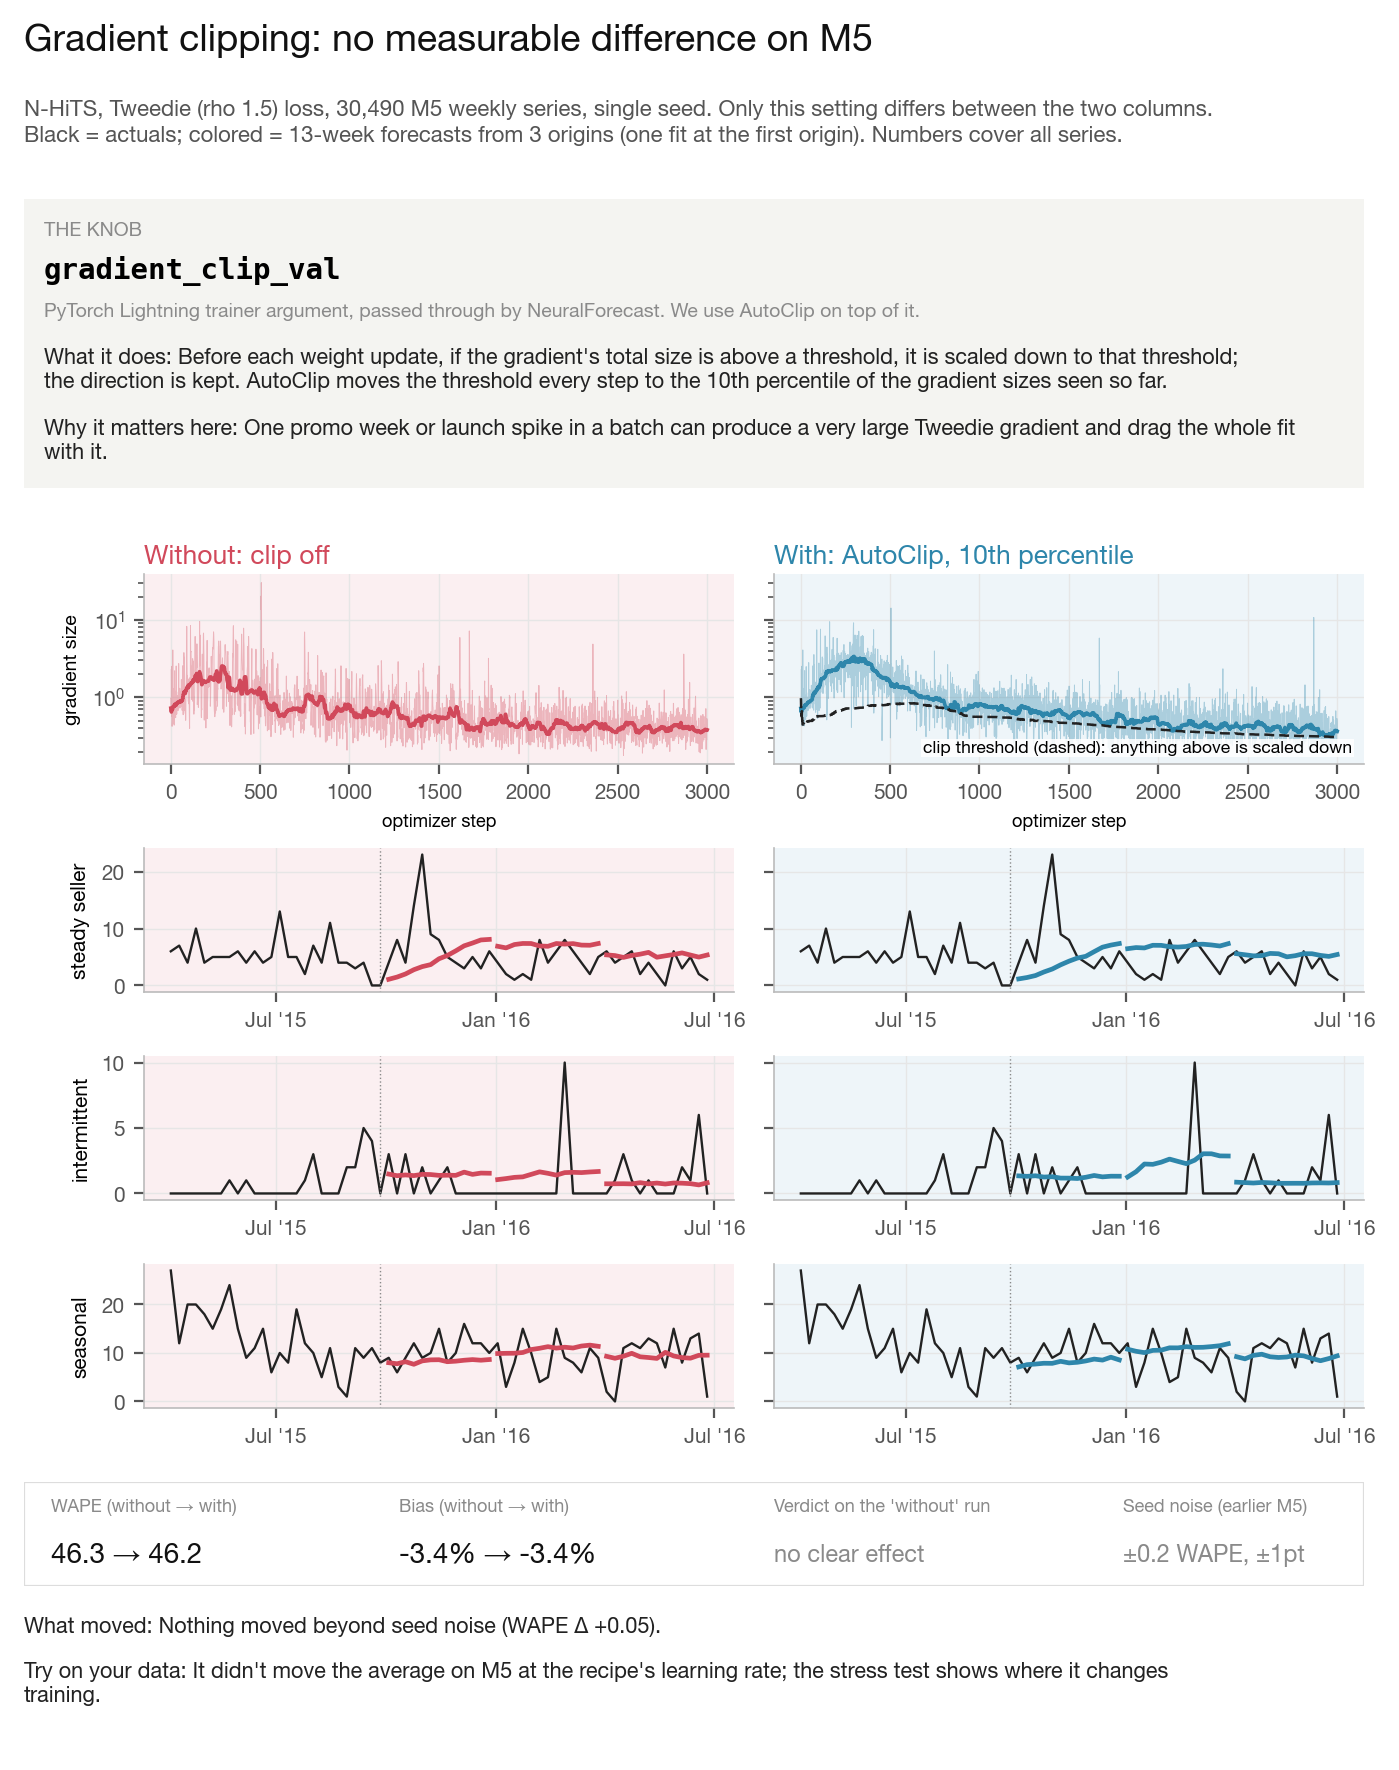 Gradient clipping: no measurable difference on M5
N-HiTS, Tweedie (rho 1.5) loss, 30,490 M5 weekly series, single seed. Only this setting differs between the two columns.
Black = actuals; colored = 13-week forecasts from 3 origins (one fit at the first origin). Numbers cover all series.
THE KNOB
gradient_clip_val
PyTorch Lightning trainer argument, passed through by NeuralForecast. We use AutoClip on top of it.
What it does: Before each weight update, if the gradient's total size is above a threshold, it is scaled down to that threshold;
the direction is kept. AutoClip moves the threshold every step to the 10th percentile of the gradient sizes seen so far.
Why it matters here: One promo week or launch spike in a batch can produce a very large Tweedie gradient and drag the whole fit
with it.
Without: clip off
With: AutoClip, 10th percentile
gradient size
10¹
10⁰
clip threshold (dashed): anything above is scaled down
0 500 1000 1500 2000 2500 3000
0 500 1000 1500 2000 2500 3000
optimizer step
optimizer step
steady seller
20
10
0
Jul '15 Jan '16 Jul '16
Jul '15 Jan '16 Jul '16
intermittent
10
5
0
Jul '15 Jan '16 Jul '16
Jul '15 Jan '16 Jul '16
seasonal
20
10
0
Jul '15 Jan '16 Jul '16
Jul '15 Jan '16 Jul '16
WAPE (without → with)
46.3 → 46.2
Bias (without → with)
-3.4% → -3.4%
Verdict on the 'without' run
no clear effect
Seed noise (earlier M5)
±0.2 WAPE, ±1pt
What moved: Nothing moved beyond seed noise (WAPE Δ +0.05).
Try on your data: It didn't move the average on M5 at the recipe's learning rate; the stress test shows where it changes
training.